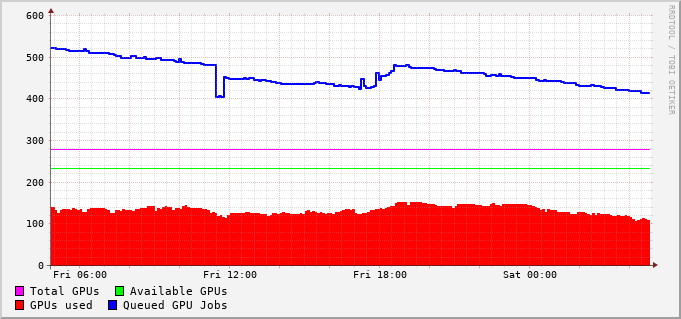 600
500
400
300
200
100
0
Fri 06:00 Fri 12:00 Fri 18:00 Sat 00:00
Total GPUs Available GPUs
GPUs used Queued GPU Jobs
RRDTOOL / TOBI OETIKER